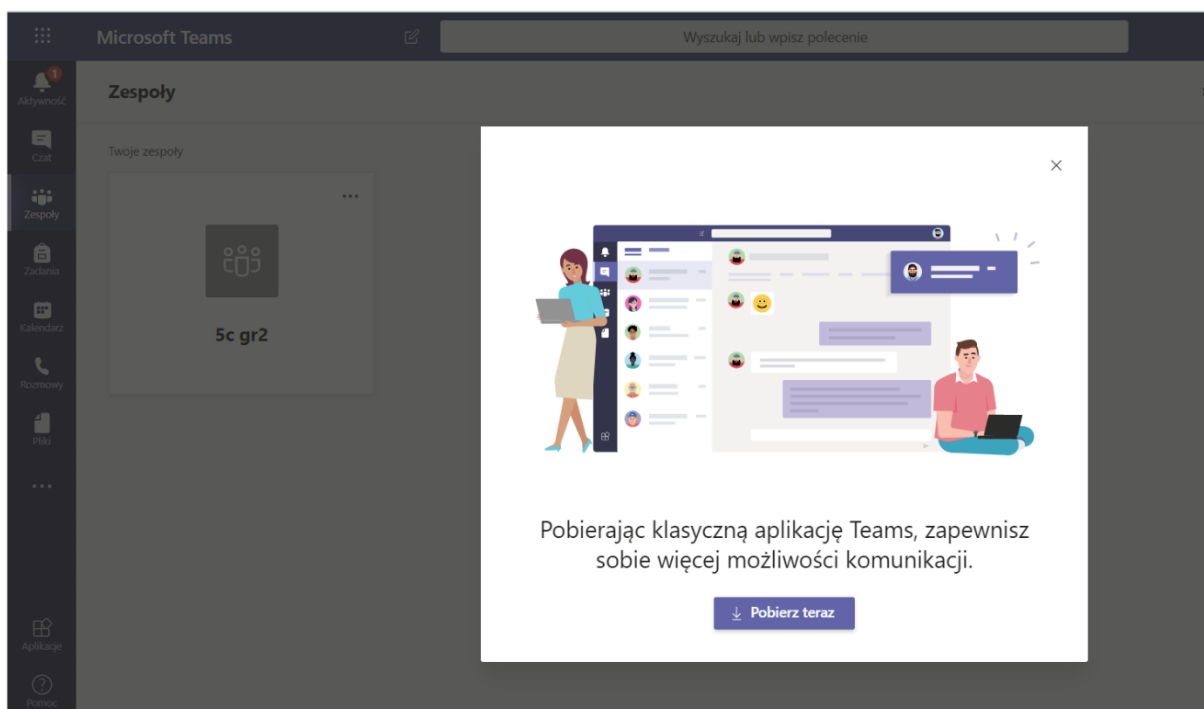 Microsoft Teams
Wyszukaj lub wpisz polecenie
1
Aktywność
Zespoły
Czat
Twoje zespoły
Zespoły
Zadania
Kalendarz
5c gr2
Rozmowy
Pliki
Pobierając klasyczną aplikację Teams, zapewnisz
sobie więcej możliwości komunikacji.
Pobierz teraz
Aplikacje
Pomoc